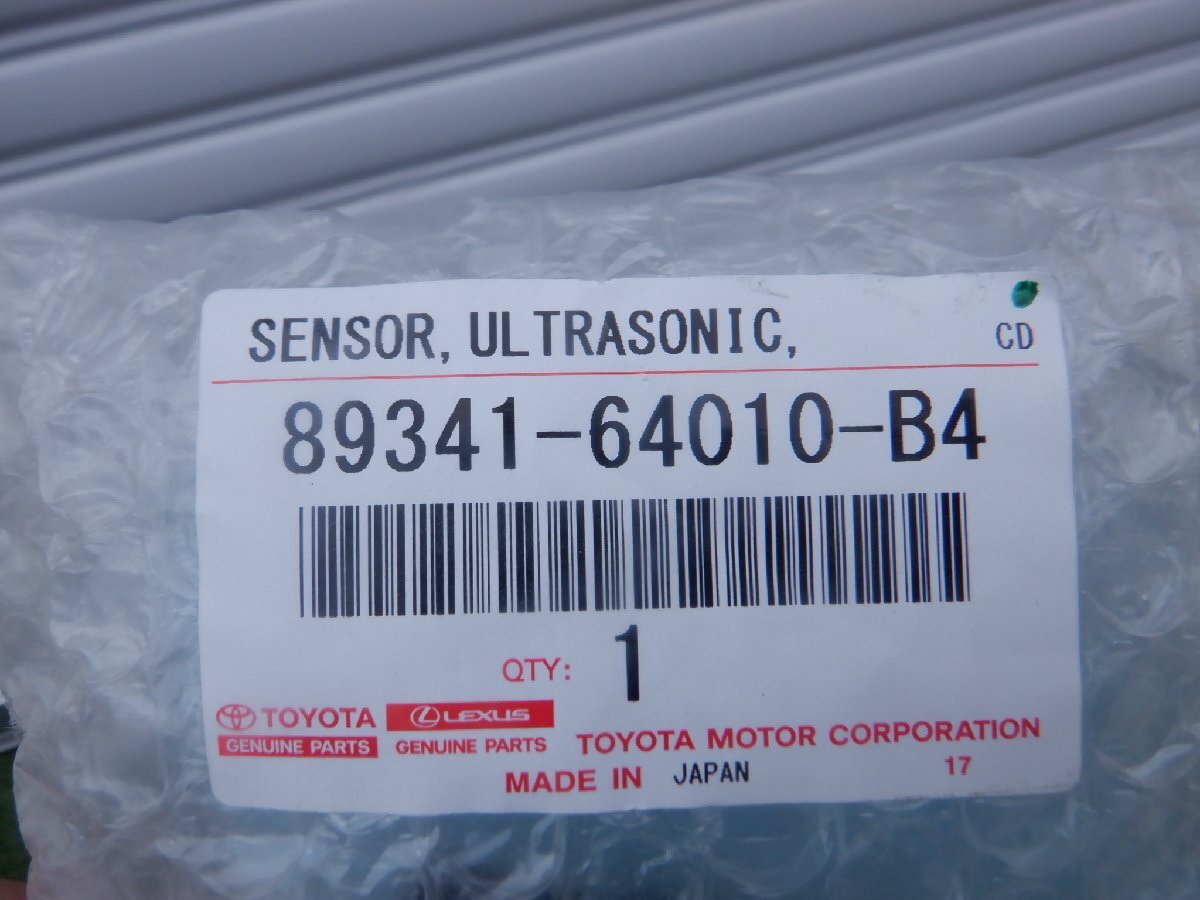 SENSOR, ULTRASONIC,
CD
89341-64010-B4
QTY: 1
TOYOTA
GENUINE PARTS
LEXUS
GENUINE PARTS
TOYOTA MOTOR CORPORATION
MADE IN JAPAN
17